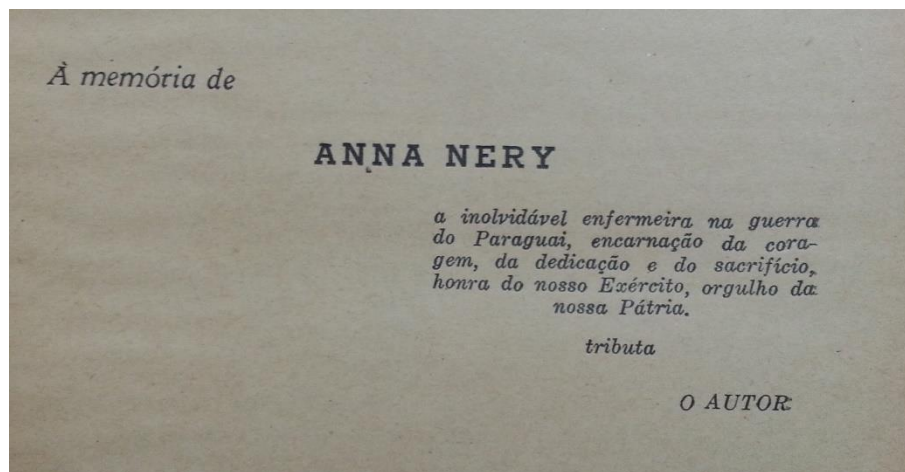 À memória de
ANNA NERY
a inolvidável enfermeira na guerra
do Paraguai, encarnação da cora-
gem, da dedicação e do sacrifício,
honra do nosso Exército, orgulho da
nossa Pátria.
tributa
O AUTOR